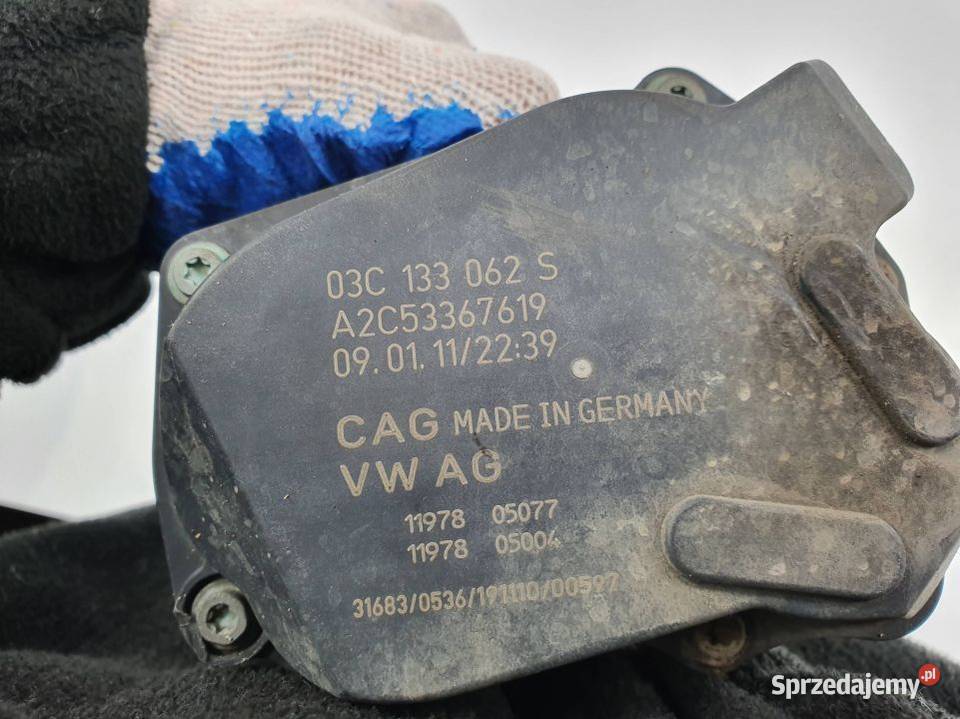 03C 133 062 S
A2C53367619
09.01.11/22:39
CAG MADE IN GERMANY
VW AG
11978 05077
11978 05004
31683/0536/191110/00597
Sprzedajemy.pl